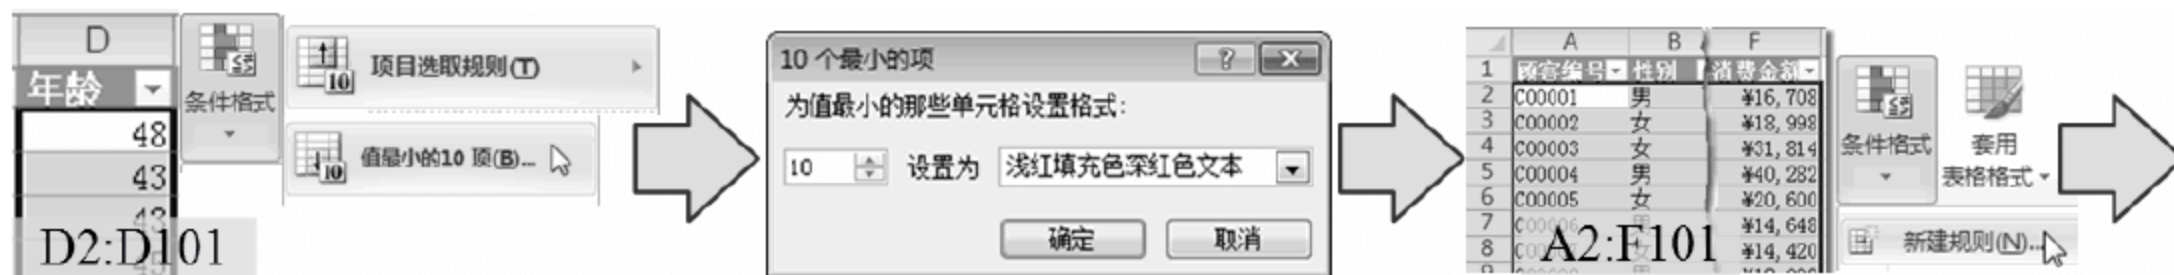 D
年龄
48
43
43
D2:D101
条件格式
项目选取规则(T)
10
值最小的10 项(B)...
10
10 个最小的项
为值最小的那些单元格设置格式:
10 设置为 浅红填充色深红色文本
确定 取消
A B F
1 顾客编号 性别 消费金额
2 C00001 男 ¥16,708
3 C00002 女 ¥18,998
4 C00003 女 ¥31,814
5 C00004 男 ¥40,282
6 C00005 女 ¥20,600
7 C00006 男 ¥14,648
8 ¥14,420
A2:F101
条件格式
套用
表格格式
新建规则(N)...